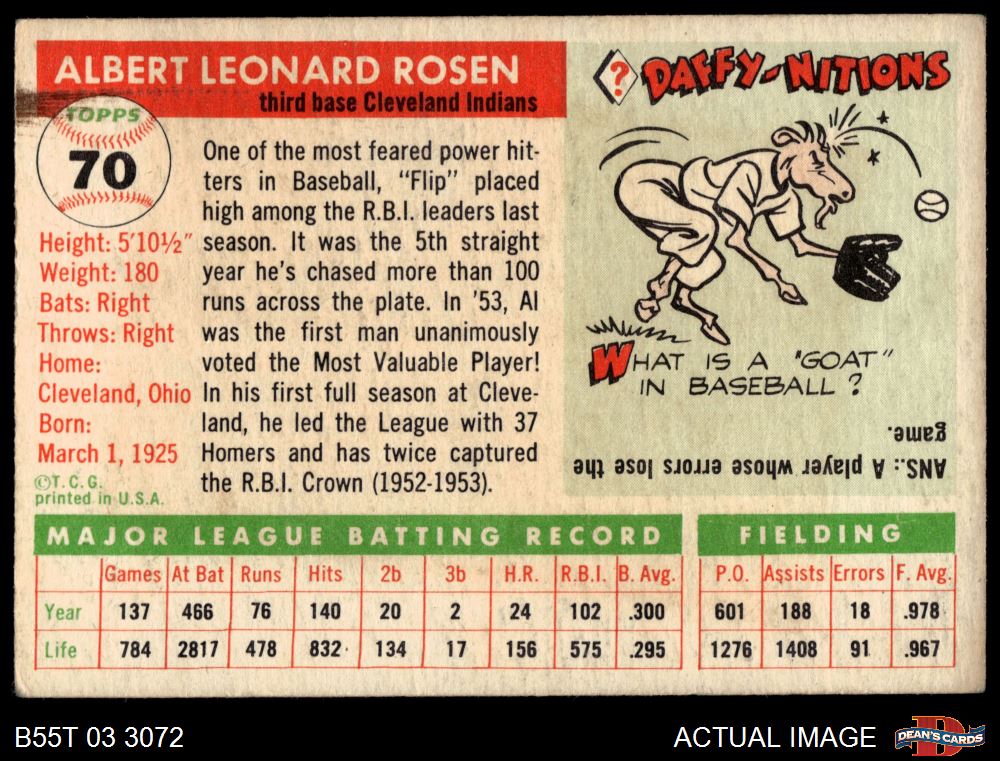 ALBERT LEONARD ROSEN
third base Cleveland Indians
TOPPS
70
Height: 5'10½"
Weight: 180
Bats: Right
Throws: Right
Home:
Cleveland, Ohio
Born:
March 1, 1925
©T.C.G.
printed in U.S.A.
One of the most feared power hit-
ters in Baseball, "Flip" placed
high among the R.B.I. leaders last
season. It was the 5th straight
year he's chased more than 100
runs across the plate. In '53, Al
was the first man unanimously
voted the Most Valuable Player!
In his first full season at Cleve-
land, he led the League with 37
Homers and has twice captured
the R.B.I. Crown (1952-1953).
? DAFFY-NITIONS
WHAT IS A "GOAT"
IN BASEBALL?
ANS.: A player whose errors lose the
game.
MAJOR LEAGUE BATTING RECORD
Games At Bat Runs Hits 2b 3b H.R. R.B.I. B. Avg.
Year 137 466 76 140 20 2 24 102 .300
Life 784 2817 478 832 134 17 156 575 .295
FIELDING
P.O. Assists Errors F. Avg.
601 188 18 .978
1276 1408 91 .967
B55T 03 3072
ACTUAL IMAGE
DEAN'S CARDS